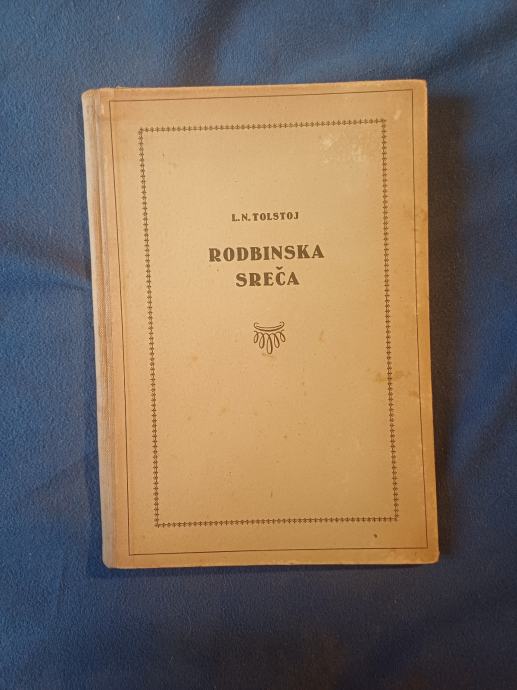 L. N. TOLSTOJ
RODBINSKA
SREČA